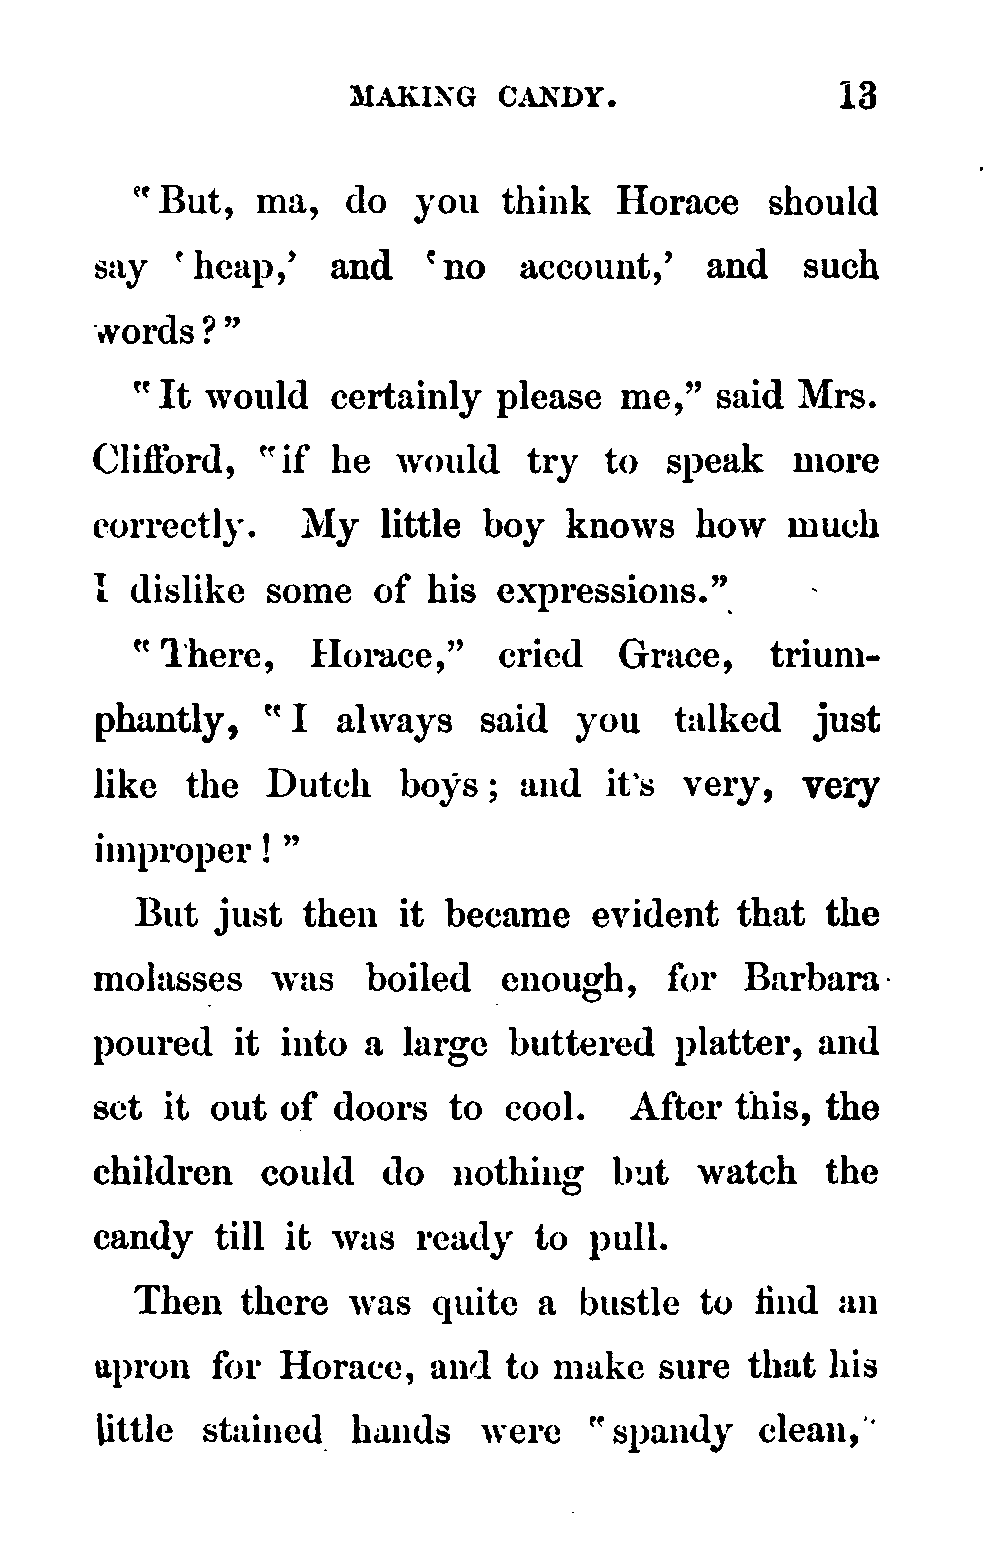 MAKING CANDY. 13
"But, ma, do you think Horace should
say 'heap,' and 'no account,' and such
words?"
"It would certainly please me," said Mrs.
Clifford, "if he would try to speak more
correctly. My little boy knows how much
I dislike some of his expressions."
"There, Horace," cried Grace, trium-
phantly, "I always said you talked just
like the Dutch boys; and it's very, very
improper!"
But just then it became evident that the
molasses was boiled enough, for Barbara
poured it into a large buttered platter, and
set it out of doors to cool. After this, the
children could do nothing but watch the
candy till it was ready to pull.
Then there was quite a bustle to find an
apron for Horace, and to make sure that his
little stained hands were "spandy clean,"